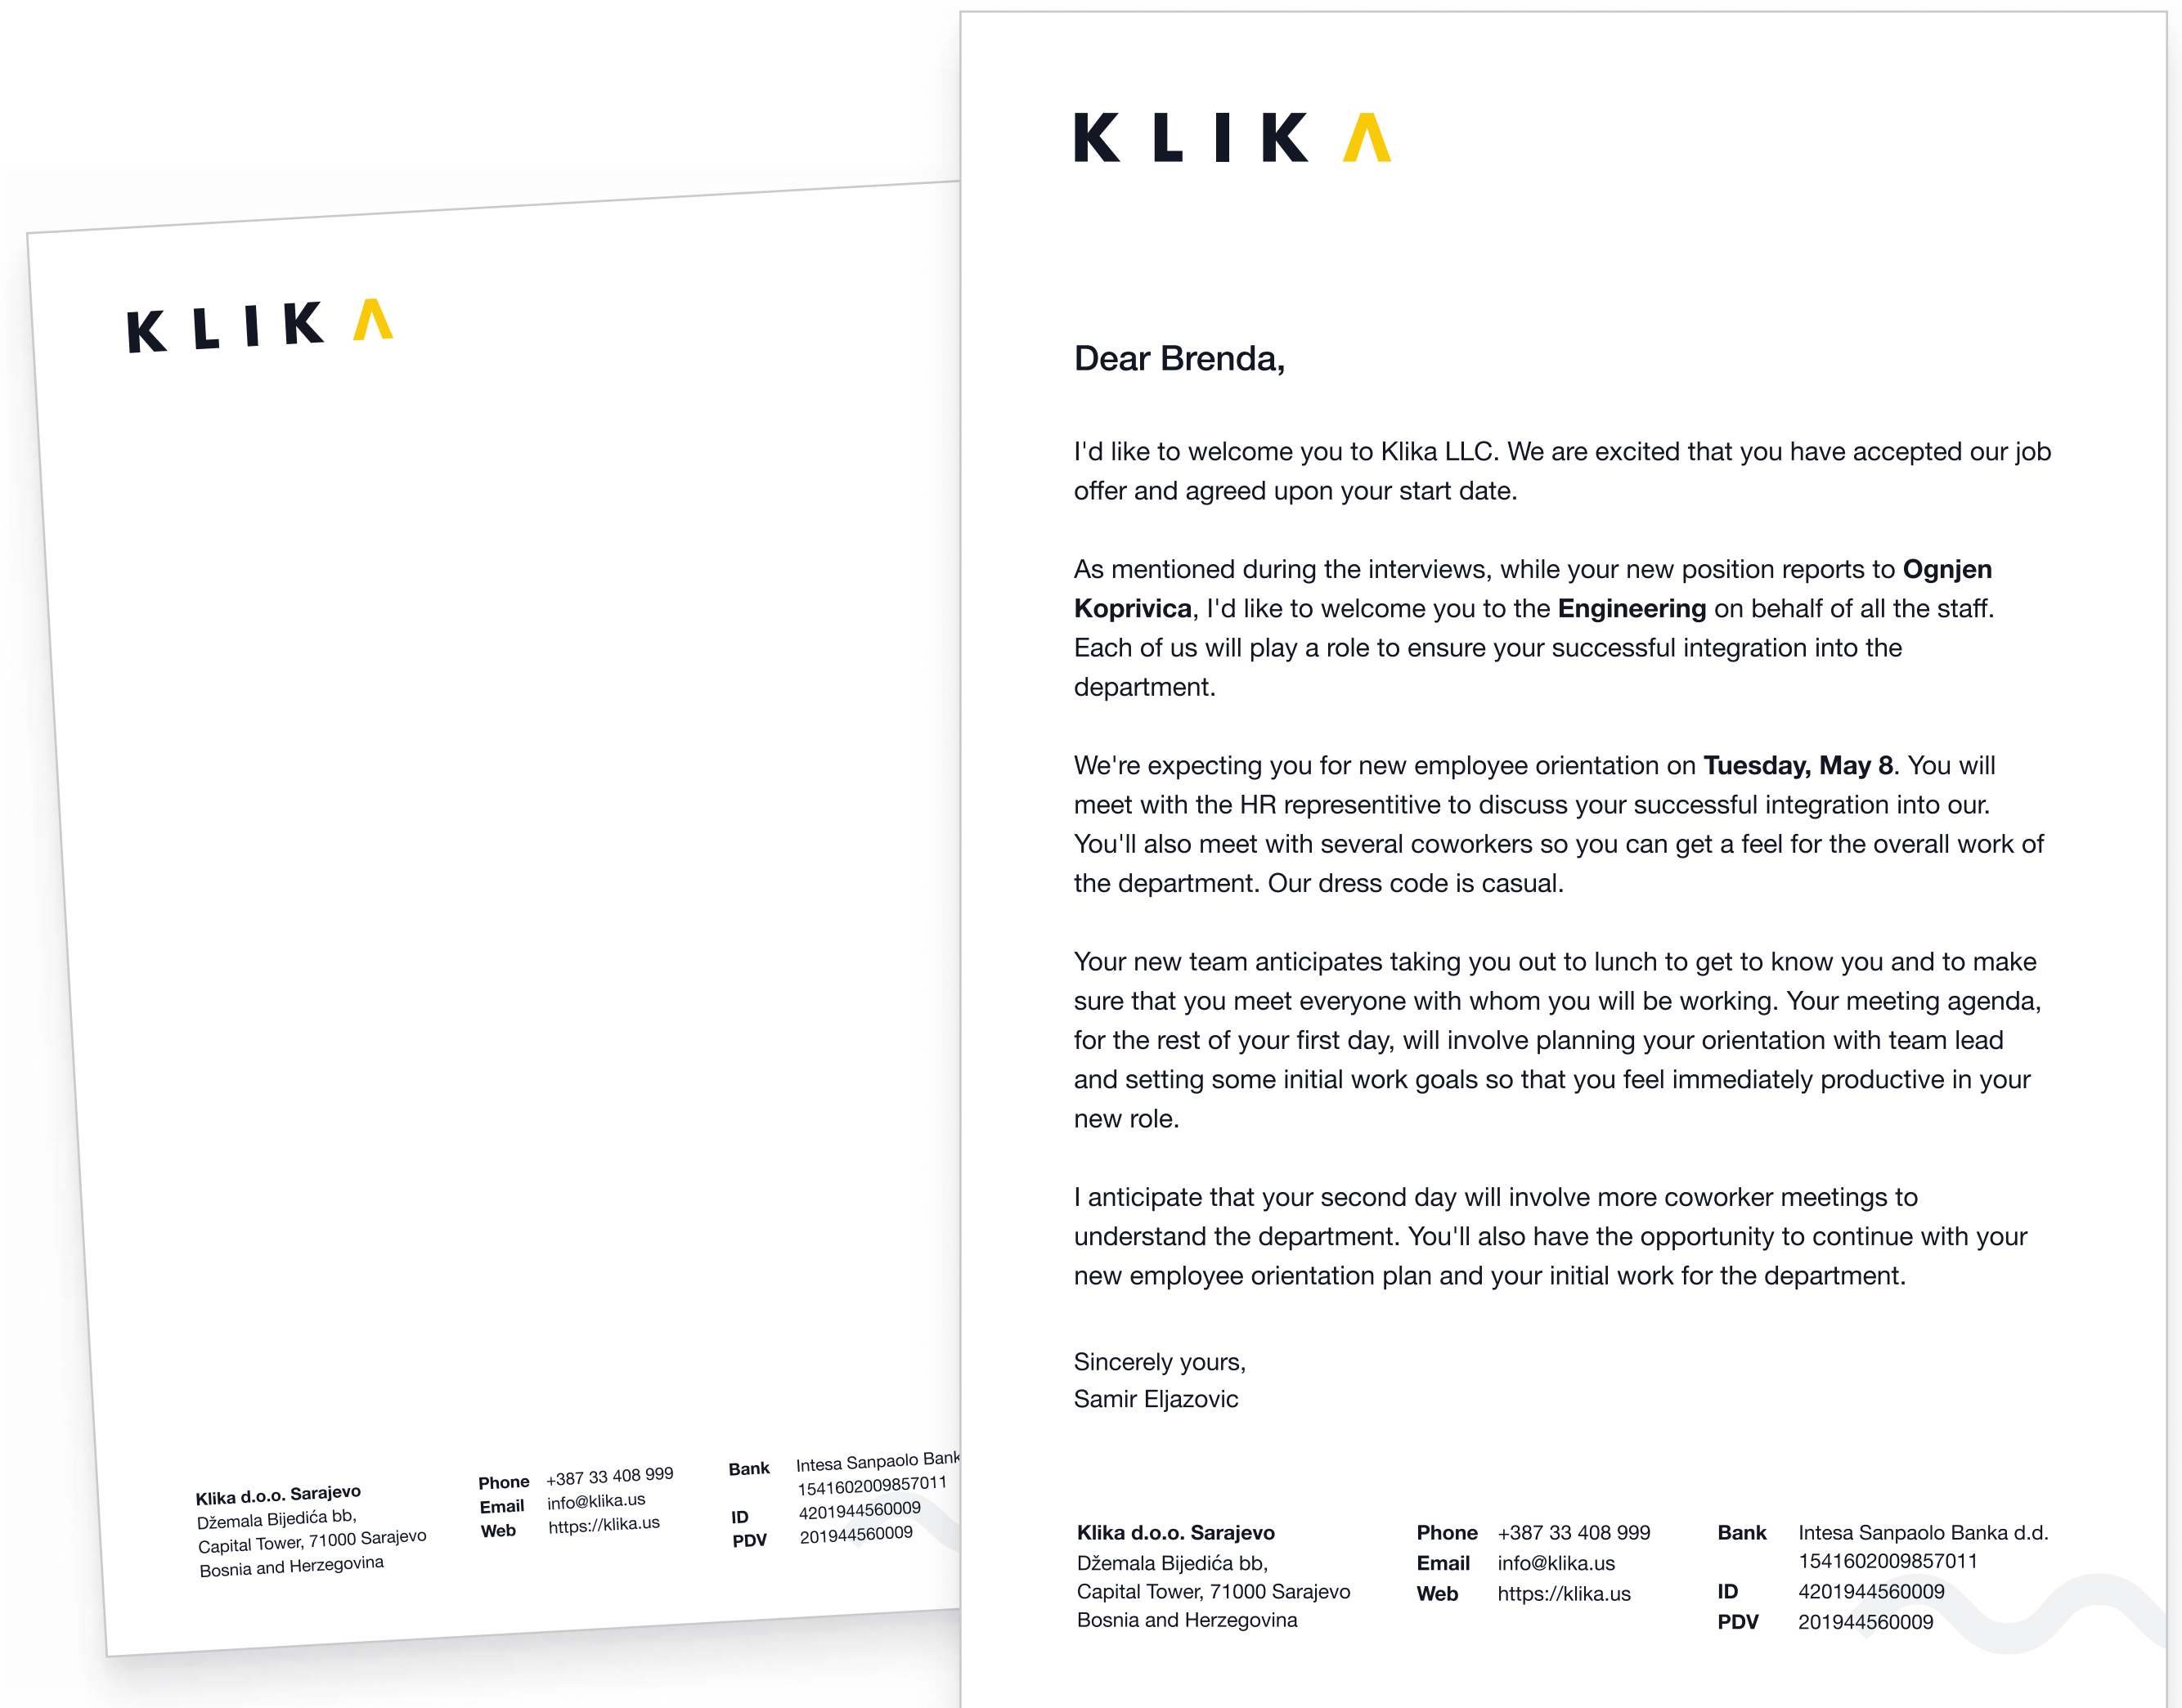 KLIKΛ
Klika d.o.o. Sarajevo
Džemala Bijedića bb,
Capital Tower, 71000 Sarajevo
Bosnia and Herzegovina
Phone +387 33 408 999
Email info@klika.us
Web https://klika.us
Bank Intesa Sanpaolo Bank
1541602009857011
ID 4201944560009
PDV 201944560009
KLIKΛ
Dear Brenda,
I'd like to welcome you to Klika LLC. We are excited that you have accepted our job
offer and agreed upon your start date.
As mentioned during the interviews, while your new position reports to Ognjen
Koprivica, I'd like to welcome you to the Engineering on behalf of all the staff.
Each of us will play a role to ensure your successful integration into the
department.
We're expecting you for new employee orientation on Tuesday, May 8. You will
meet with the HR representitive to discuss your successful integration into our.
You'll also meet with several coworkers so you can get a feel for the overall work of
the department. Our dress code is casual.
Your new team anticipates taking you out to lunch to get to know you and to make
sure that you meet everyone with whom you will be working. Your meeting agenda,
for the rest of your first day, will involve planning your orientation with team lead
and setting some initial work goals so that you feel immediately productive in your
new role.
I anticipate that your second day will involve more coworker meetings to
understand the department. You'll also have the opportunity to continue with your
new employee orientation plan and your initial work for the department.
Sincerely yours,
Samir Eljazovic
Klika d.o.o. Sarajevo
Džemala Bijedića bb,
Capital Tower, 71000 Sarajevo
Bosnia and Herzegovina
Phone +387 33 408 999
Email info@klika.us
Web https://klika.us
Bank Intesa Sanpaolo Banka d.d.
1541602009857011
ID 4201944560009
PDV 201944560009